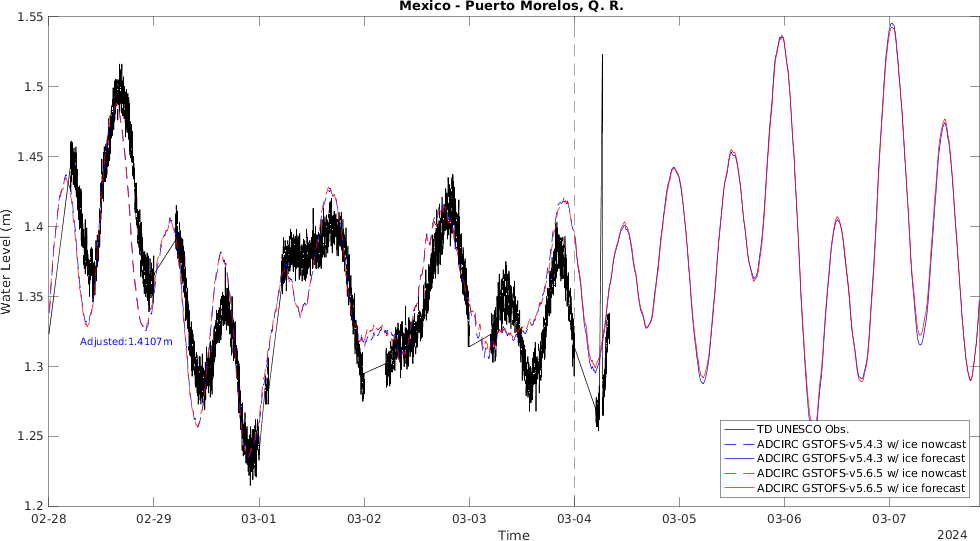 Mexico - Puerto Morelos, Q. R.
Water Level (m)
1.55
1.5
1.45
1.4
1.35
1.3
1.25
1.2
Adjusted:1.4107m
TD UNESCO Obs.
ADCIRC GSTOFS-v5.4.3 w/ ice nowcast
ADCIRC GSTOFS-v5.4.3 w/ ice forecast
ADCIRC GSTOFS-v5.6.5 w/ ice nowcast
ADCIRC GSTOFS-v5.6.5 w/ ice forecast
02-28 02-29 03-01 03-02 03-03 03-04 03-05 03-06 03-07
Time
2024